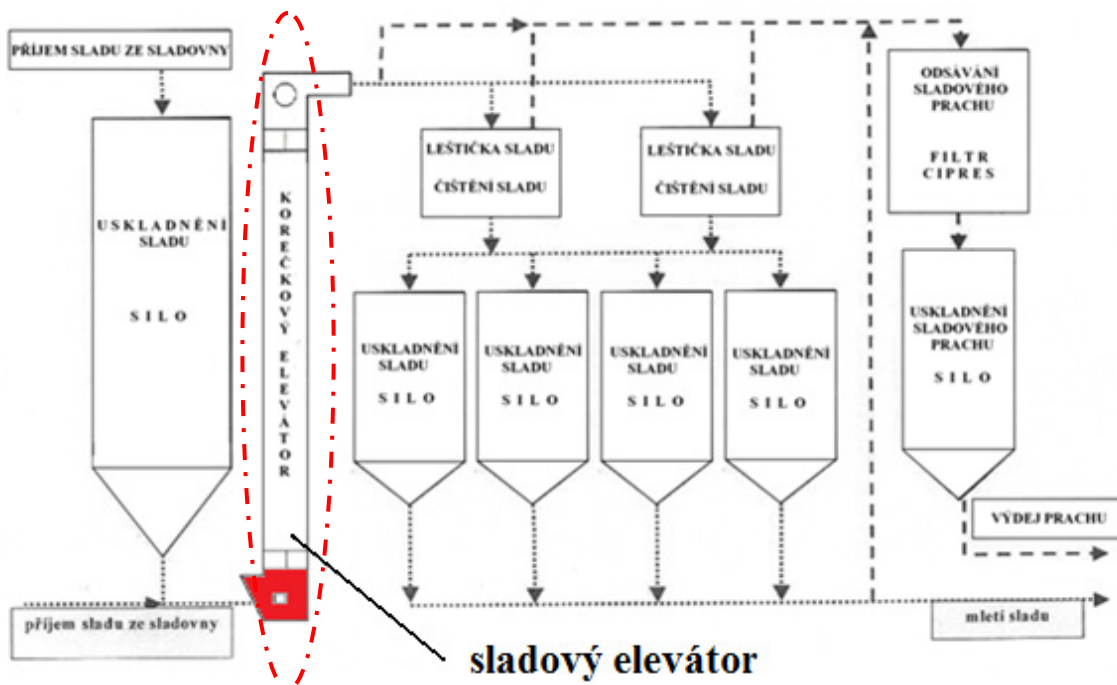 PŘÍJEM SLADU ZE SLADOVNY
USKLADNĚNÍ
SLADU
SILO
KOREČKOVÝ ELEVÁTOR
LEŠTIČKA SLADU
ČIŠTĚNÍ SLADU
LEŠTIČKA SLADU
ČIŠTĚNÍ SLADU
ODSÁVÁNÍ
SLADOVÉHO
PRACHU
FILTR
CIPRES
USKLADNĚNÍ
SLADU
SILO
USKLADNĚNÍ
SLADU
SILO
USKLADNĚNÍ
SLADU
SILO
USKLADNĚNÍ
SLADU
SILO
USKLADNĚNÍ
SLADOVÉHO
PRACHU
SILO
VÝDEJ PRACHU
příjem sladu ze sladovny
mletí sladu
sladový elevátor